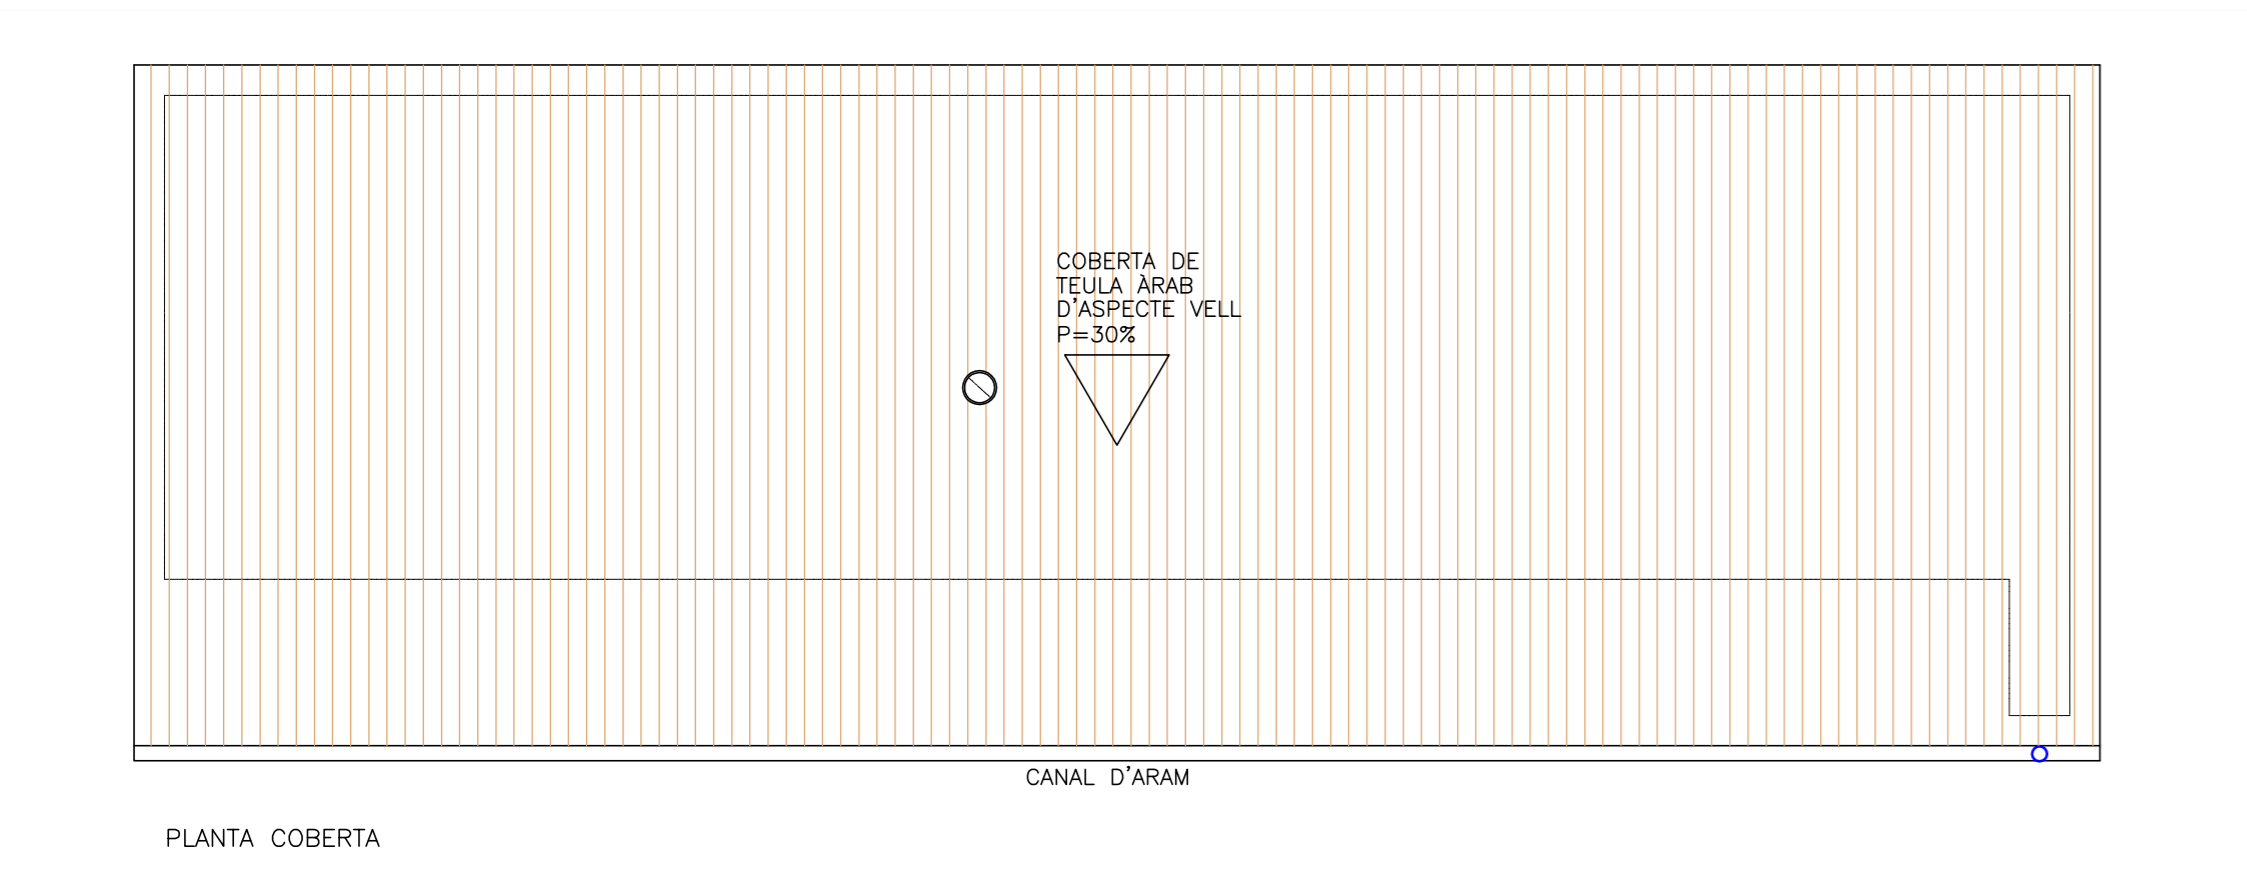 COBERTA DE
TEULA ÀRAB
D'ASPECTE VELL
P=30%
CANAL D'ARAM
PLANTA COBERTA